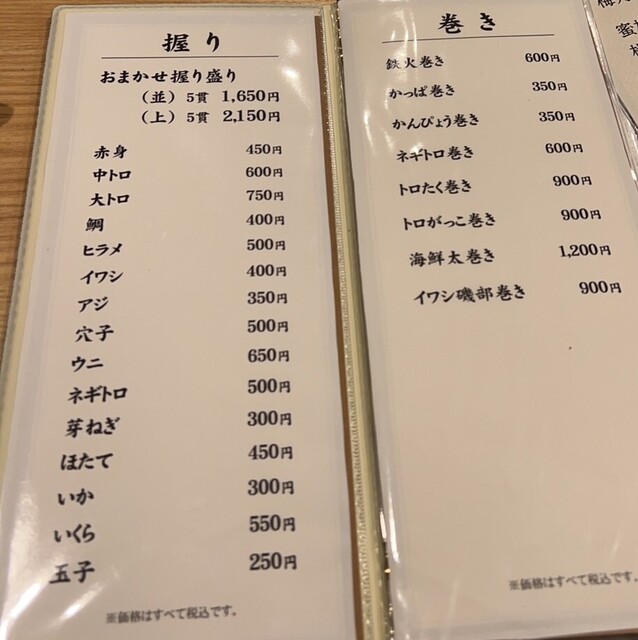 握り
おまかせ握り盛り
（並）5貫 1,650円
（上）5貫 2,150円
赤身 450円
中トロ 600円
大トロ 750円
鯛 400円
ヒラメ 500円
イワシ 400円
アジ 350円
穴子 500円
ウニ 650円
ネギトロ 500円
芽ねぎ 300円
ほたて 450円
いか 300円
いくら 550円
玉子 250円
※価格はすべて税込です。
巻き
鉄火巻き 600円
かっぱ巻き 350円
かんぴょう巻き 350円
ネギトロ巻き 600円
トロたく巻き 900円
トロがっこ巻き 900円
海鮮太巻き 1,200円
イワシ磯部巻き 900円
※価格はすべて税込です。